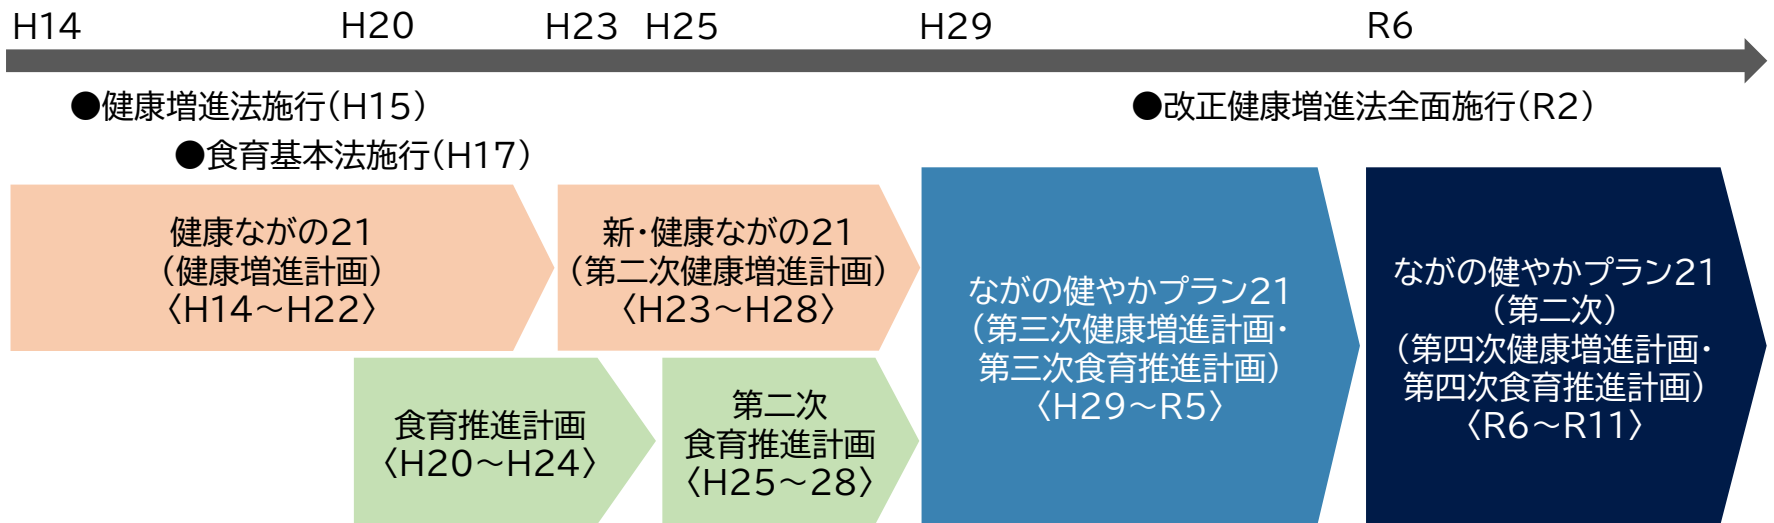 H14 H20 H23 H25 H29 R6
●健康増進法施行(H15)
●改正健康増進法全面施行(R2)
●食育基本法施行(H17)
健康ながの21
(健康増進計画)
〈H14～H22〉
新・健康ながの21
(第二次健康増進計画)
〈H23～H28〉
食育推進計画
〈H20～H24〉
第二次
食育推進計画
〈H25～28〉
ながの健やかプラン21
(第三次健康増進計画・
第三次食育推進計画)
〈H29～R5〉
ながの健やかプラン21
(第二次)
(第四次健康増進計画・
第四次食育推進計画)
〈R6～R11〉